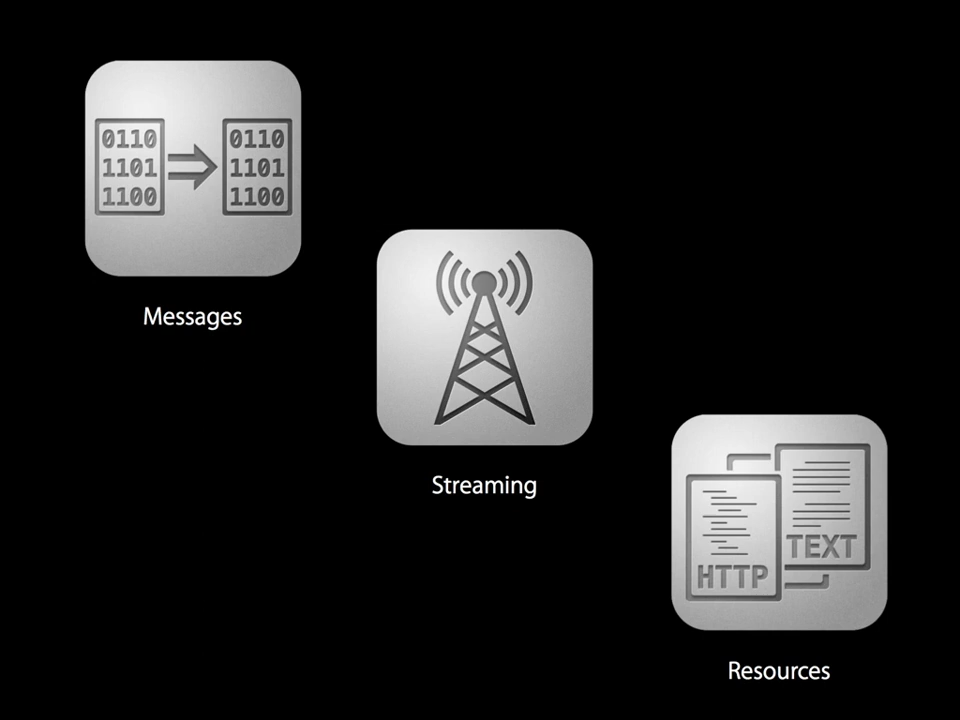 0110
1101
1100
0110
1101
1100
Messages
Streaming
HTTP
TEXT
Resources